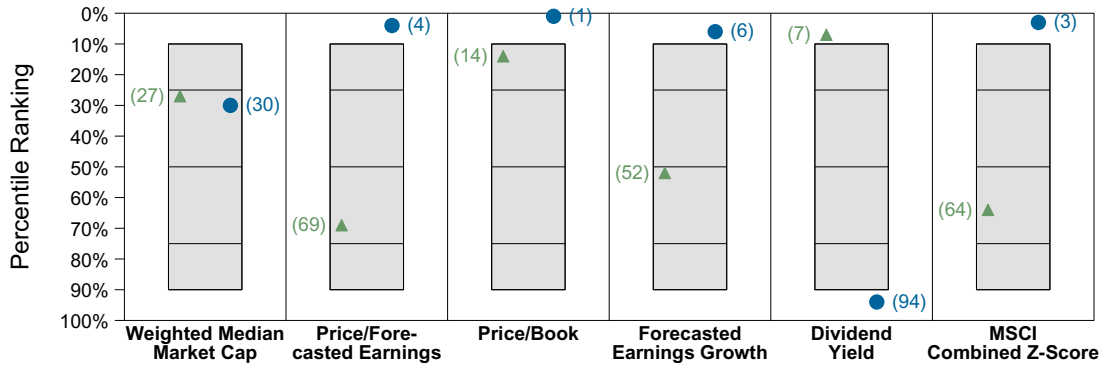 Percentile Ranking
0%
10%
20%
30%
40%
50%
60%
70%
80%
90%
100%
(27)
(30)
(4)
(69)
(1)
(14)
(6)
(52)
(7)
(94)
(3)
(64)
Weighted Median
Market Cap
Price/Fore-
casted Earnings
Price/Book
Forecasted
Earnings Growth
Dividend
Yield
MSCI
Combined Z-Score